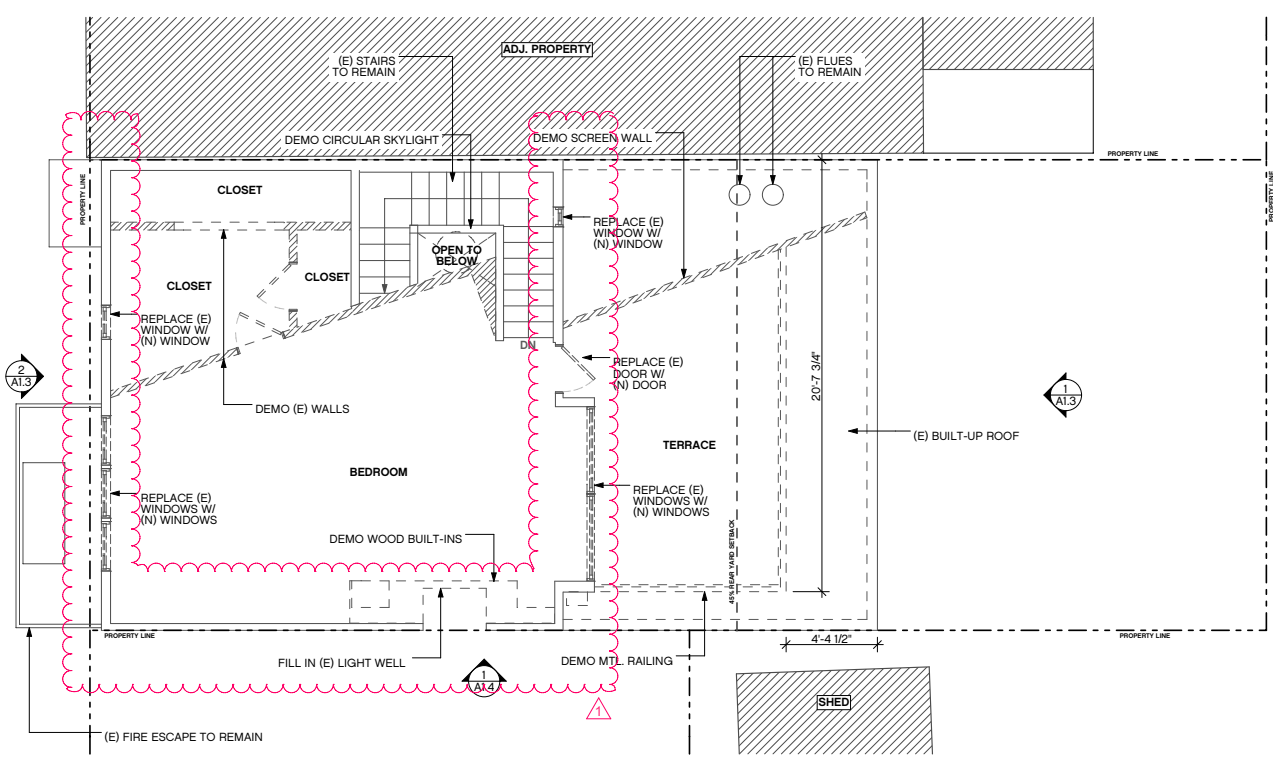 ADJ. PROPERTY
(E) STAIRS
TO REMAIN
(E) FLUES
TO REMAIN
DEMO CIRCULAR SKYLIGHT
DEMO SCREEN WALL
PROPERTY LINE
PROPERTY LINE
PROPERTY LINE
CLOSET
REPLACE (E)
WINDOW W/
(N) WINDOW
OPEN TO
BELOW
CLOSET
CLOSET
REPLACE (E)
WINDOW W/
(N) WINDOW
DN
REPLACE (E)
DOOR W/
(N) DOOR
2
A1.3
20'-7 3/4"
1
A1.3
DEMO (E) WALLS
(E) BUILT-UP ROOF
TERRACE
BEDROOM
REPLACE (E)
WINDOWS W/
(N) WINDOWS
REPLACE (E)
WINDOWS W/
(N) WINDOWS
DEMO WOOD BUILT-INS
45% REAR YARD SETBACK
PROPERTY LINE
PROPERTY LINE
4'-4 1/2"
FILL IN (E) LIGHT WELL
DEMO MTL. RAILING
1
A1.4
1
SHED
(E) FIRE ESCAPE TO REMAIN